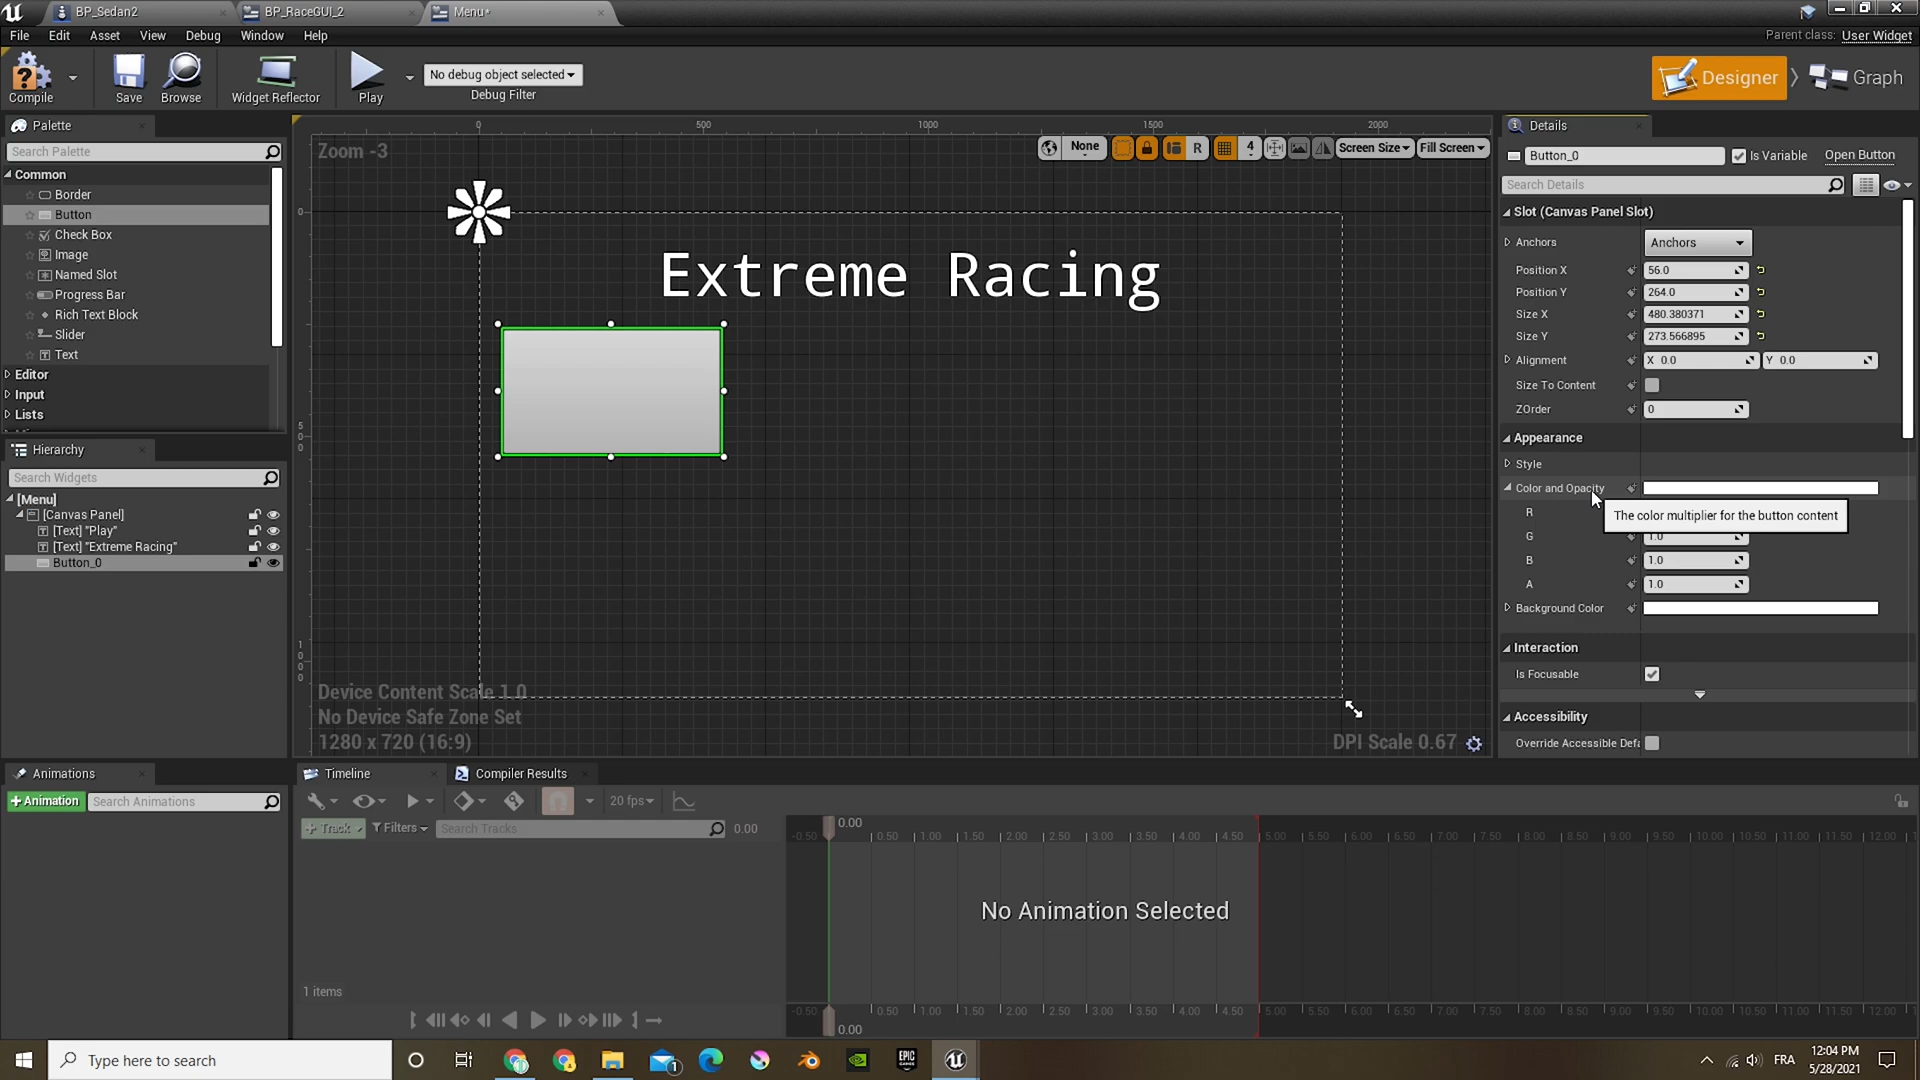 BP_Sedan2
BP_RaceGUI_2
Menu*
File Edit Asset View Debug Window Help
Parent class: User Widget
Compile
Save
Browse
Widget Reflector
Play
No debug object selected
Debug Filter
Designer
Graph
Palette
Search Palette
Common
Border
Button
Check Box
Image
Named Slot
Progress Bar
Rich Text Block
Slider
Text
Editor
Input
Lists
Hierarchy
Search Widgets
[Menu]
[Canvas Panel]
[Text] "Play"
[Text] "Extreme Racing"
Button_0
0 500 1000 1500 2000
Zoom -3
None
R
4
Screen Size
Fill Screen
0
500
1000
Extreme Racing
Device Content Scale 1.0
No Device Safe Zone Set
1280 x 720 (16:9)
DPI Scale 0.67
Details
Button_0
Is Variable
Open Button
Search Details
Slot (Canvas Panel Slot)
Anchors
Anchors
Position X 56.0
Position Y 264.0
Size X 480.380371
Size Y 273.566895
Alignment X 0.0 Y 0.0
Size To Content
ZOrder 0
Appearance
Style
Color and Opacity
The color multiplier for the button content
R
G 1.0
B 1.0
A 1.0
Background Color
Interaction
Is Focusable
Accessibility
Override Accessible Defa
Animations
+Animation
Search Animations
Timeline
Compiler Results
20 fps
+ Track
Filters
Search Tracks
0.00
0.00
-0.50 0.50 1.00 1.50 2.00 2.50 3.00 3.50 4.00 4.50 5.00 5.50 6.00 6.50 7.00 7.50 8.00 8.50 9.00 9.50 10.00 10.50 11.00 11.50 12.00
No Animation Selected
1 items
-0.50 0.50 1.00 1.50 2.00 2.50 3.00 3.50 4.00 4.50 5.00 5.50 6.00 6.50 7.00 7.50 8.00 8.50 9.00 9.50 10.00 10.50 11.00 11.50 12.00
0.00
Type here to search
1
EPIC GAMES
FRA
12:04 PM
5/28/2021